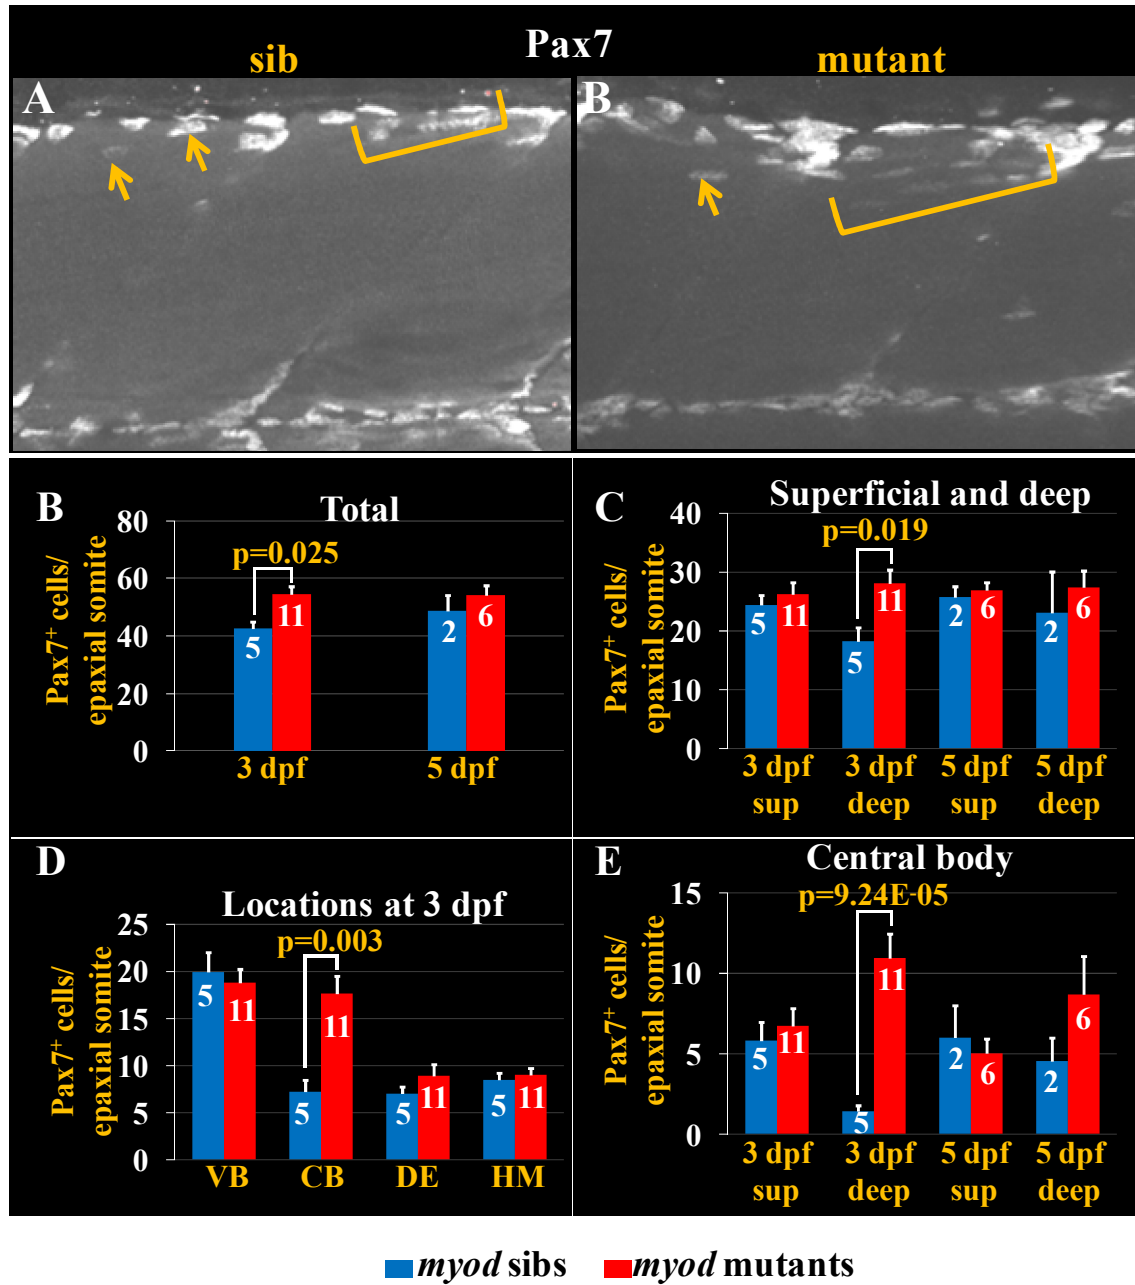 Pax7
sib
mutant
A
B
B
Total
Pax7+ cells/
epaxial somite
80
60
40
20
0
p=0.025
5
11
2
6
3 dpf
5 dpf
C
Superficial and deep
Pax7+ cells/
epaxial somite
40
30
20
10
0
p=0.019
5
11
5
11
2
6
2
6
3 dpf
sup
3 dpf
deep
5 dpf
sup
5 dpf
deep
D
Locations at 3 dpf
Pax7+ cells/
epaxial somite
25
20
15
10
5
0
p=0.003
5
11
5
11
5
11
5
11
VB
CB
DE
HM
E
Central body
Pax7+ cells/
epaxial somite
15
10
5
0
p=9.24E-05
5
11
5
11
2
6
2
6
3 dpf
sup
3 dpf
deep
5 dpf
sup
5 dpf
deep
myod sibs
myod mutants